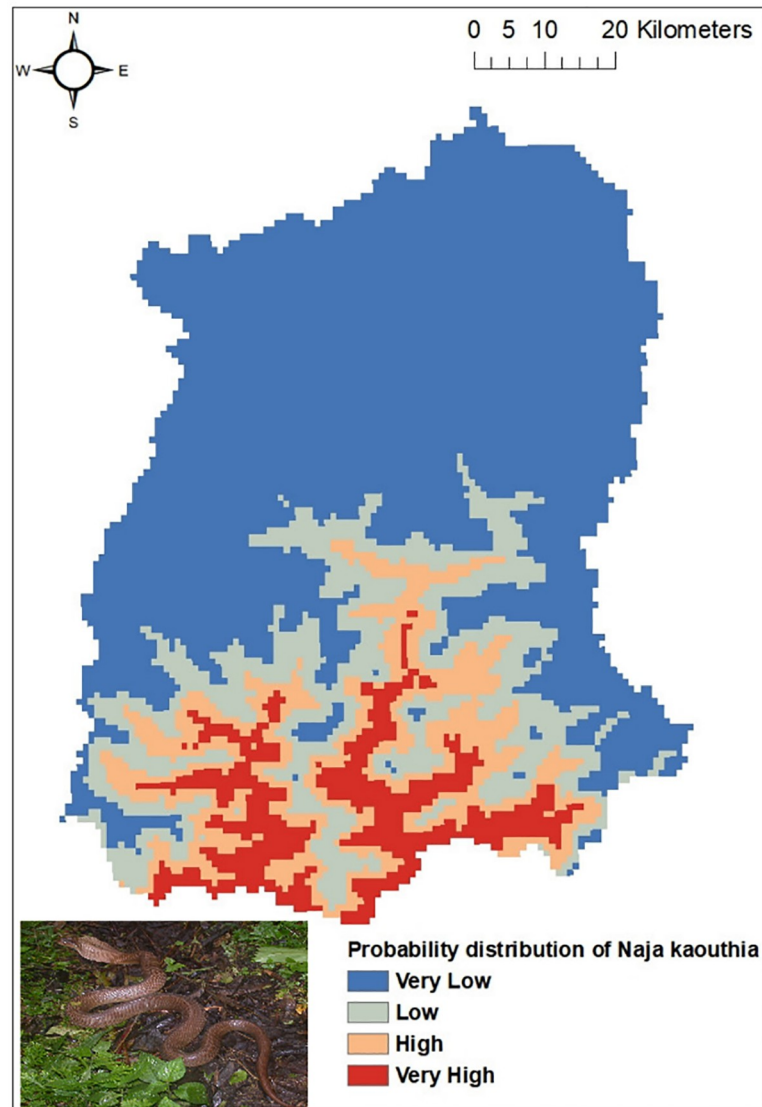 N
W E
S
0 5 10 20 Kilometers
Probability distribution of Naja kaouthia
Very Low
Low
High
Very High